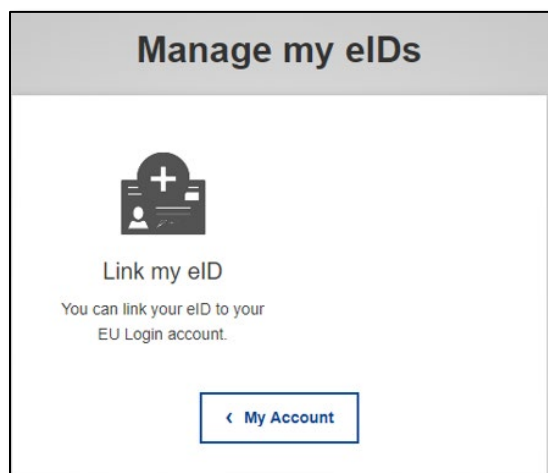 Manage my eIDs
Link my eID
You can link your eID to your
EU Login account.
‹ My Account